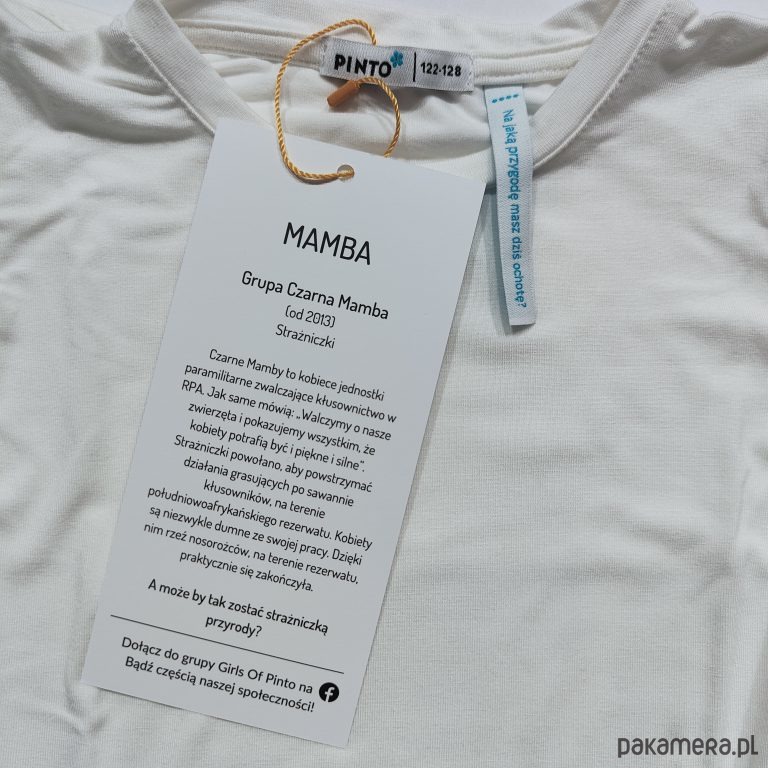 PINTO 122-128
Na jaką przygodę masz dziś ochotę?
MAMBA
Grupa Czarna Mamba
(od 2013)
Strażniczki
Czarne Mamby to kobiece jednostki
paramilitarne zwalczające kłusownictwo w
RPA. Jak same mówią: „Walczymy o nasze
zwierzęta i pokazujemy wszystkim, że
kobiety potrafią być i piękne i silne”.
Strażniczki powołano, aby powstrzymać
działania grasujących po sawannie
kłusowników, na terenie
południowoafrykańskiego rezerwatu. Kobiety
są niezwykle dumne ze swojej pracy. Dzięki
nim rzeź nosorożców, na terenie rezerwatu,
praktycznie się zakończyła.
A może by tak zostać strażniczką
przyrody?
Dołącz do grupy Girls Of Pinto na
Bądź częścią naszej społeczności!
pakamera.pl